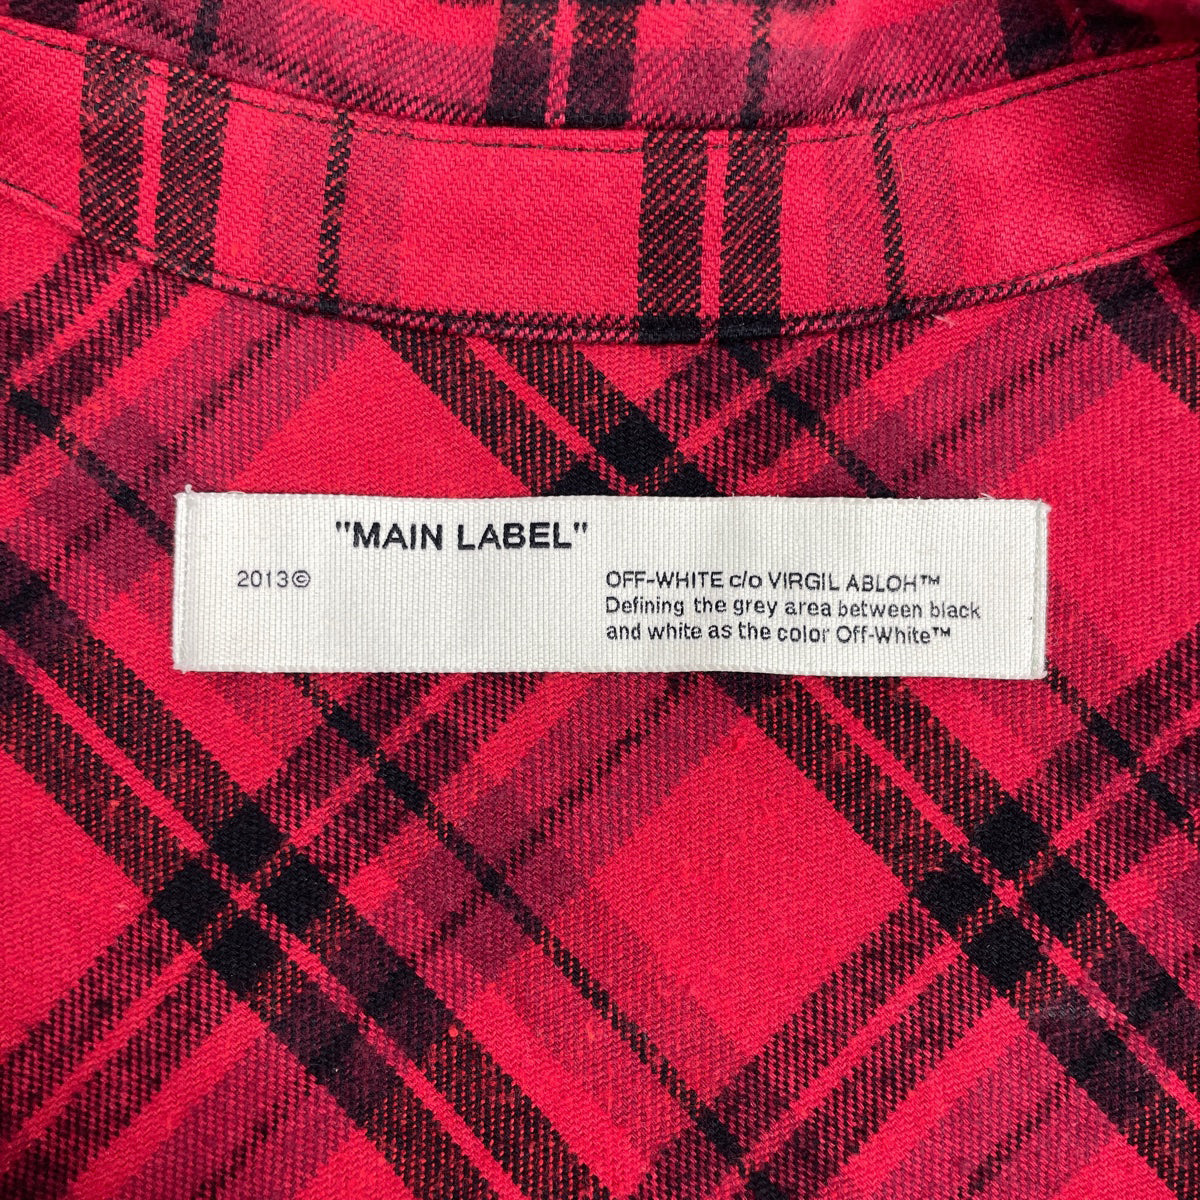 "MAIN LABEL"
2013©
OFF-WHITE c/o VIRGIL ABLOH™
Defining the grey area between black
and white as the color Off-White™